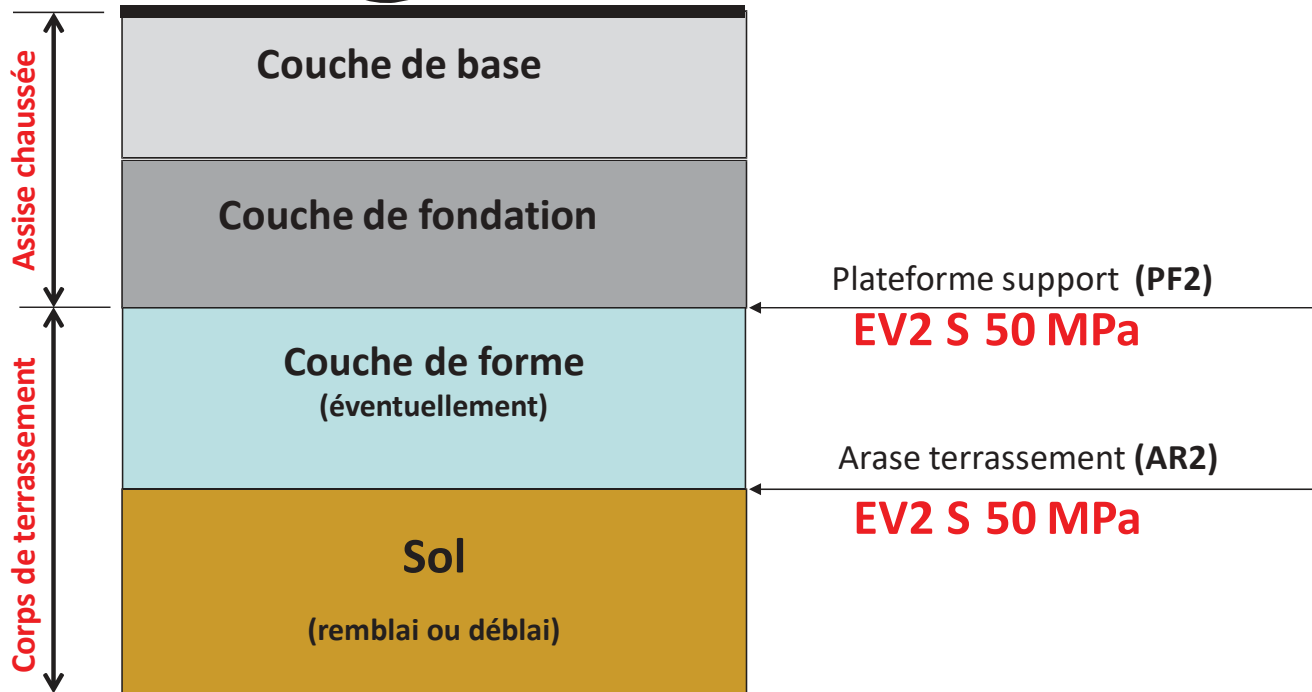 Assise chaussée
Couche de base
Couche de fondation
Plateforme support (PF2)
EV2 S 50 MPa
Corps de terrassement
Couche de forme
(éventuellement)
Arase terrassement (AR2)
EV2 S 50 MPa
Sol
(remblai ou déblai)